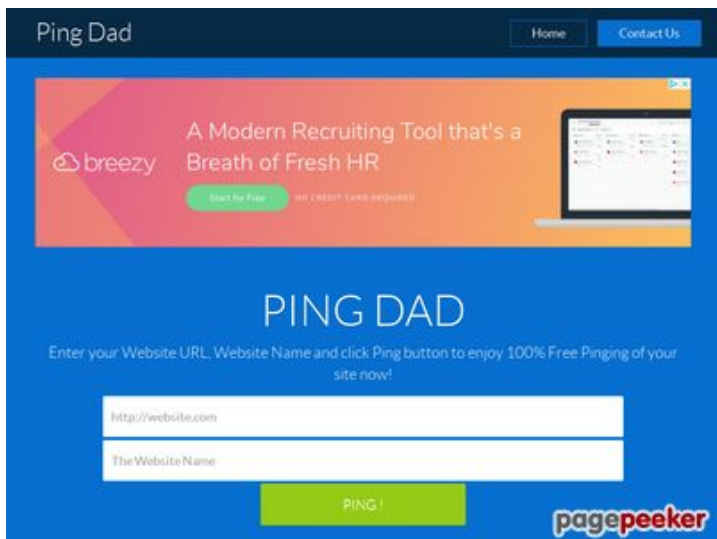 Ping Dad
Home
Contact Us
breezy
A Modern Recruiting Tool that's a
Breath of Fresh HR
Start for Free
NO CREDIT CARD REQUIRED
PING DAD
Enter your Website URL, Website Name and click Ping button to enjoy 100% Free Pinging of your
site now!
http://website.com
The Website Name
PING !
pagepeeker